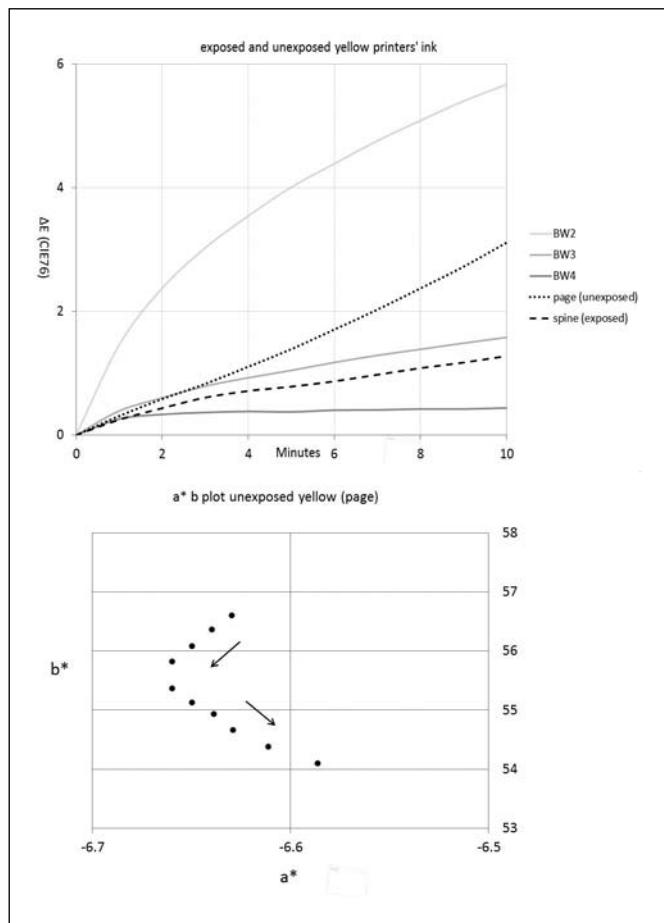 exposed and unexposed yellow printers' ink
6
4
2
0
ΔE (CIE76)
0 2 4 6 8 10
Minutes
BW2
BW3
BW4
page (unexposed)
spine (exposed)
a* b plot unexposed yellow (page)
58
57
56
55
54
53
b*
-6.7 -6.6 -6.5
a*